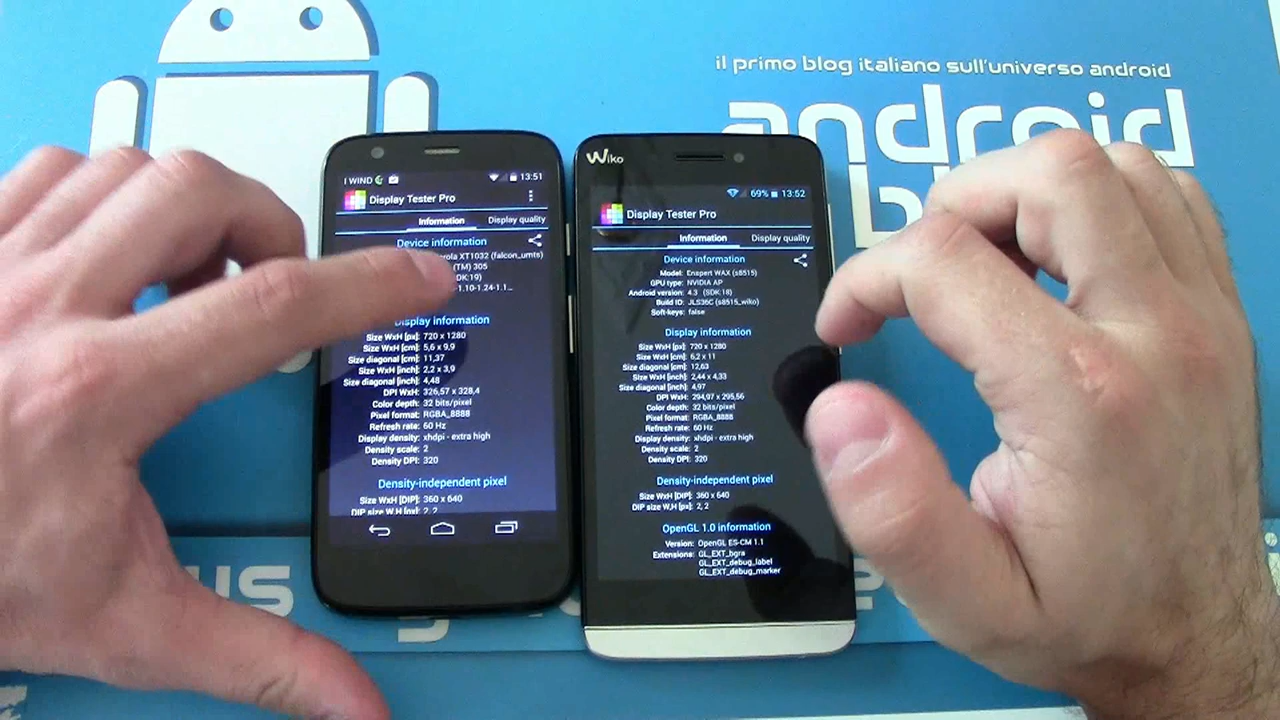 il primo blog italiano sull'universo android
android
I WIND
13:51
Display Tester Pro
Information
Display quality
Device information
XT1032 (falcon_umts)
(TM) 305
Display information
Size WxH [px]: 720 x 1280
Size WxH [cm]: 5,6 x 9,9
Size diagonal [cm]: 11,37
Size WxH [inch]: 2,2 x 3,9
Size diagonal [inch]: 4,48
DPI WxH: 326,57 x 328,4
Color depth: 32 bits/pixel
Pixel format: RGBA_8888
Refresh rate: 60 Hz
Display density: xhdpi - extra high
Density scale: 2
Density DPI: 320
Density-independent pixel
Size WxH [DIP]: 360 x 640
DIP size W,H [px]: 2, 2
Wiko
69% 13:52
Display Tester Pro
Information
Display quality
Device information
Model: Enspert WAX (s8515)
GPU type: NVIDIA AP
Android version: 4.3 (SDK:18)
Build ID: JLS36C (s8515_wiko)
Soft-keys: false
Display information
Size WxH [px]: 720 x 1280
Size WxH [cm]: 6,2 x 11
Size diagonal [cm]: 12,63
Size WxH [inch]: 2,44 x 4,33
Size diagonal [inch]: 4,97
DPI WxH: 294,97 x 295,56
Color depth: 32 bits/pixel
Pixel format: RGBA_8888
Refresh rate: 60 Hz
Display density: xhdpi - extra high
Density scale: 2
Density DPI: 320
Density-independent pixel
Size WxH [DIP]: 360 x 640
DIP size W,H [px]: 2, 2
OpenGL 1.0 information
Version: OpenGL ES-CM 1.1
Extensions: GL_EXT_bgra
GL_EXT_debug_label
GL_EXT_debug_marker